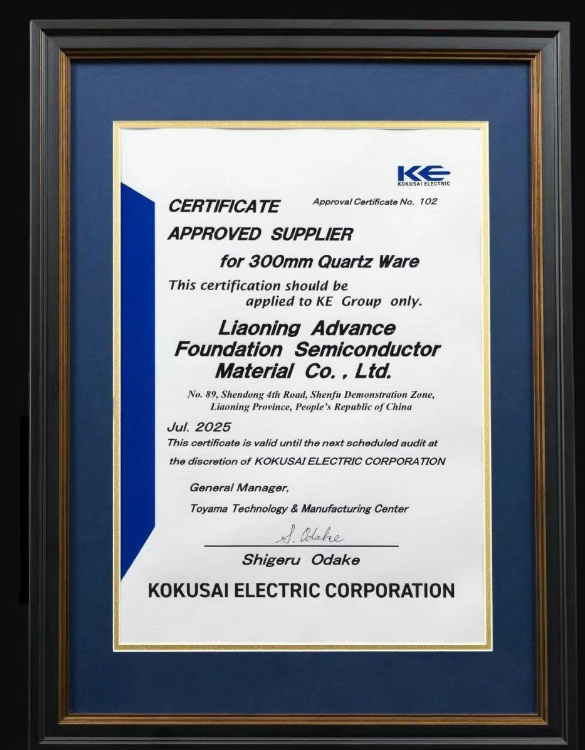 KE
KOKUSAI ELECTRIC
CERTIFICATE
Approval Certificate No. 102
APPROVED SUPPLIER
for 300mm Quartz Ware
This certification should be
applied to KE Group only.
Liaoning Advance
Foundation Semiconductor
Material Co., Ltd.
No. 89, Shendong 4th Road, Shenfu Demonstration Zone,
Liaoning Province, People's Republic of China
Jul. 2025
This certificate is valid until the next scheduled audit at
the discretion of KOKUSAI ELECTRIC CORPORATION
General Manager,
Toyama Technology & Manufacturing Center
S. Odake
Shigeru Odake
KOKUSAI ELECTRIC CORPORATION